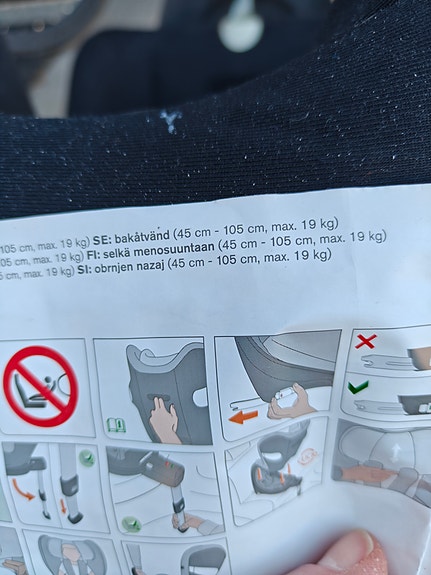 105 cm, max. 19 kg) SE: bakåtvänd (45 cm - 105 cm, max. 19 kg)
05 cm, max. 19 kg) FI: selkä menosuuntaan (45 cm - 105 cm, max. 19 kg)
5 cm, max. 19 kg) SI: obrnjen nazaj (45 cm - 105 cm, max. 19 kg)